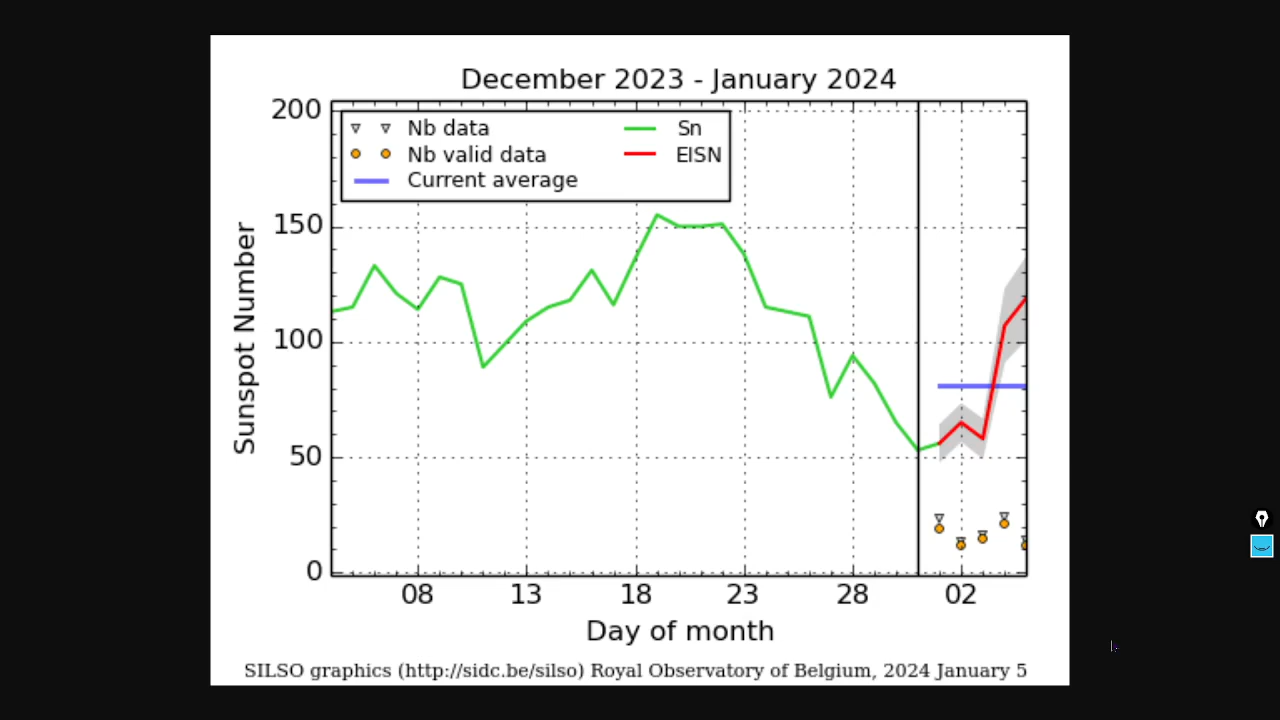 December 2023 - January 2024
200
150
100
50
0
Sunspot Number
Nb data
Nb valid data
Current average
Sn
EISN
08 13 18 23 28 02
Day of month
SILSO graphics (http://sidc.be/silso) Royal Observatory of Belgium, 2024 January 5